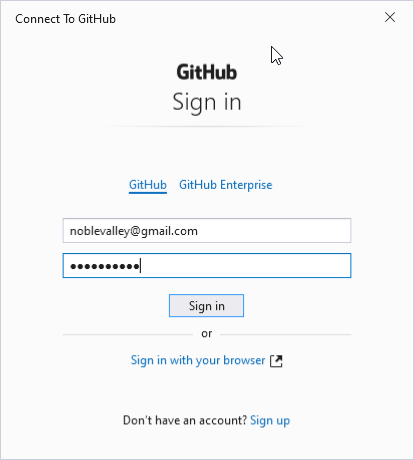 Connect To GitHub
GitHub
Sign in
GitHub GitHub Enterprise
noblevalley@gmail.com
●●●●●●●●●●
Sign in
or
Sign in with your browser
Don't have an account? Sign up